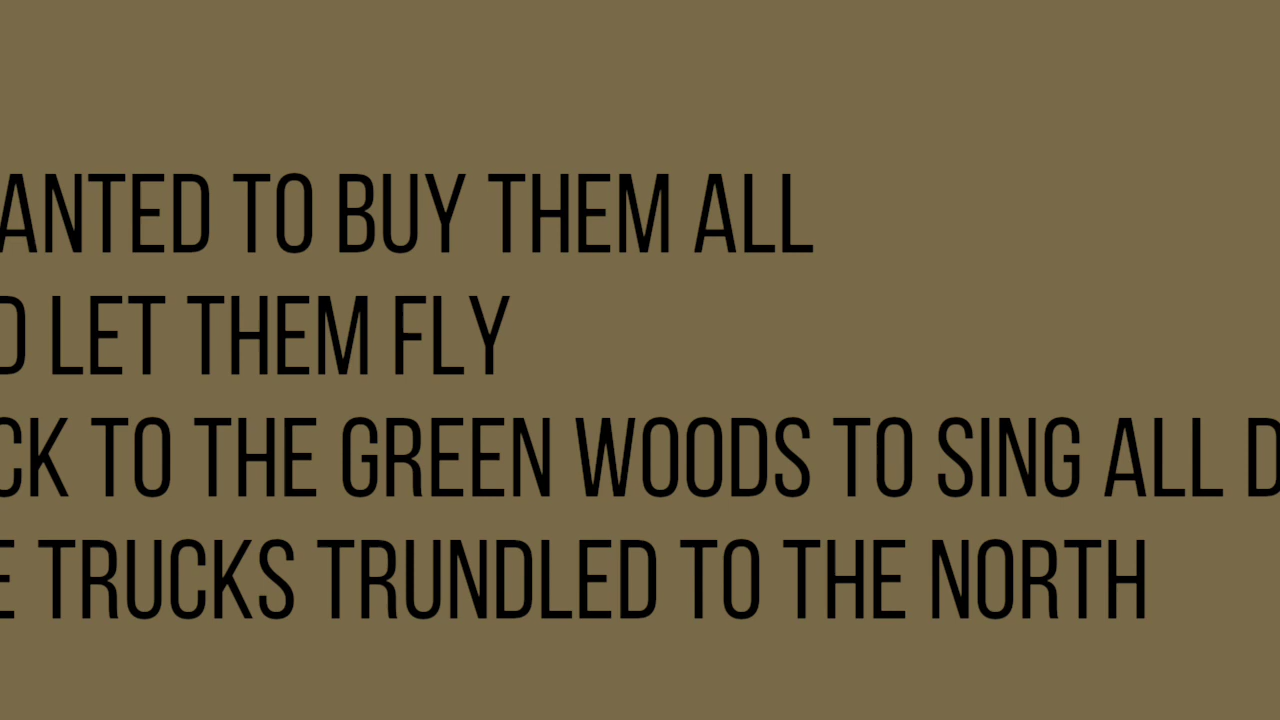 ANTED TO BUY THEM ALL
D LET THEM FLY
CK TO THE GREEN WOODS TO SING ALL D
E TRUCKS TRUNDLED TO THE NORTH